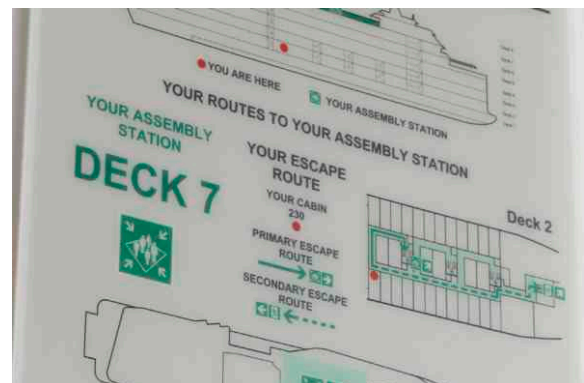 YOU ARE HERE
YOUR ASSEMBLY STATION
YOUR ROUTES TO YOUR ASSEMBLY STATION
YOUR ASSEMBLY
STATION
DECK 7
YOUR ESCAPE
ROUTE
YOUR CABIN
230
PRIMARY ESCAPE
ROUTE
SECONDARY ESCAPE
ROUTE
Deck 2